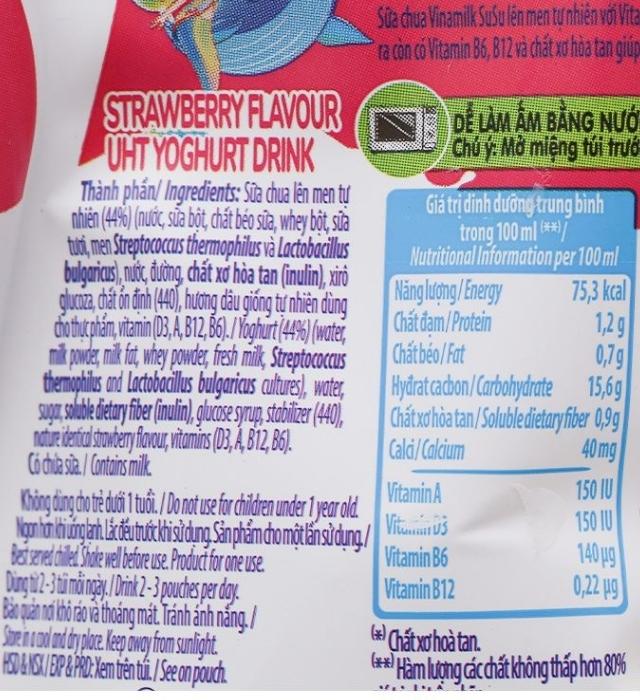 Sữa chua Vinamilk SuSu lên men tự nhiên với Vita
ra còn có Vitamin B6, B12 và chất xơ hòa tan giúp
STRAWBERRY FLAVOUR
UHT YOGHURT DRINK
DỄ LÀM ẤM BẰNG NƯỚ
Chú ý: Mở miệng túi trướ
Thành phần/ Ingredients: Sữa chua lên men tự
nhiên (44%) (nước, sữa bột, chất béo sữa, whey bột, sữa
tươi, men Streptococcus thermophilus và Lactobacillus
bulgaricus), nước, đường, chất xơ hòa tan (inulin), xirô
glucoza, chất ổn định (440), hương dâu giống tự nhiên dùng
cho thực phẩm, vitamin (D3, A, B12, B6). / Yoghurt (44%) (water,
milk powder, milk fat, whey powder, fresh milk, Streptococcus
thermophilus and Lactobacillus bulgaricus cultures), water,
sugar, soluble dietary fiber (inulin), glucose syrup, stabilizer (440),
nature identical strawberry flavour, vitamins (D3, A, B12, B6).
Có chứa sữa. / Contains milk.
Không dùng cho trẻ dưới 1 tuổi. / Do not use for children under 1 year old.
Ngon hơn khi uống lạnh. Lắc đều trước khi sử dụng. Sản phẩm cho một lần sử dụng. /
Best served chilled. Shake well before use. Product for one use.
Dùng từ 2 - 3 túi mỗi ngày. / Drink 2 - 3 pouches per day.
Bảo quản nơi khô ráo và thoáng mát. Tránh ánh nắng. /
Store in a cool and dry place. Keep away from sunlight.
HSD & NSX / EXP & PRD: Xem trên túi. / See on pouch.
Giá trị dinh dưỡng trung bình
trong 100 ml (**) /
Nutritional Information per 100 ml
Năng lượng / Energy 75,3 kcal
Chất đạm / Protein 1,2 g
Chất béo / Fat 0,7 g
Hyđrat cacbon / Carbohydrate 15,6 g
Chất xơ hòa tan / Soluble dietary fiber 0,9 g
Calci / Calcium 40 mg
Vitamin A 150 IU
Vitamin D3 150 IU
Vitamin B6 140 µg
Vitamin B12 0,22 µg
(*) Chất xơ hoà tan.
(**) Hàm lượng các chất không thấp hơn 80%